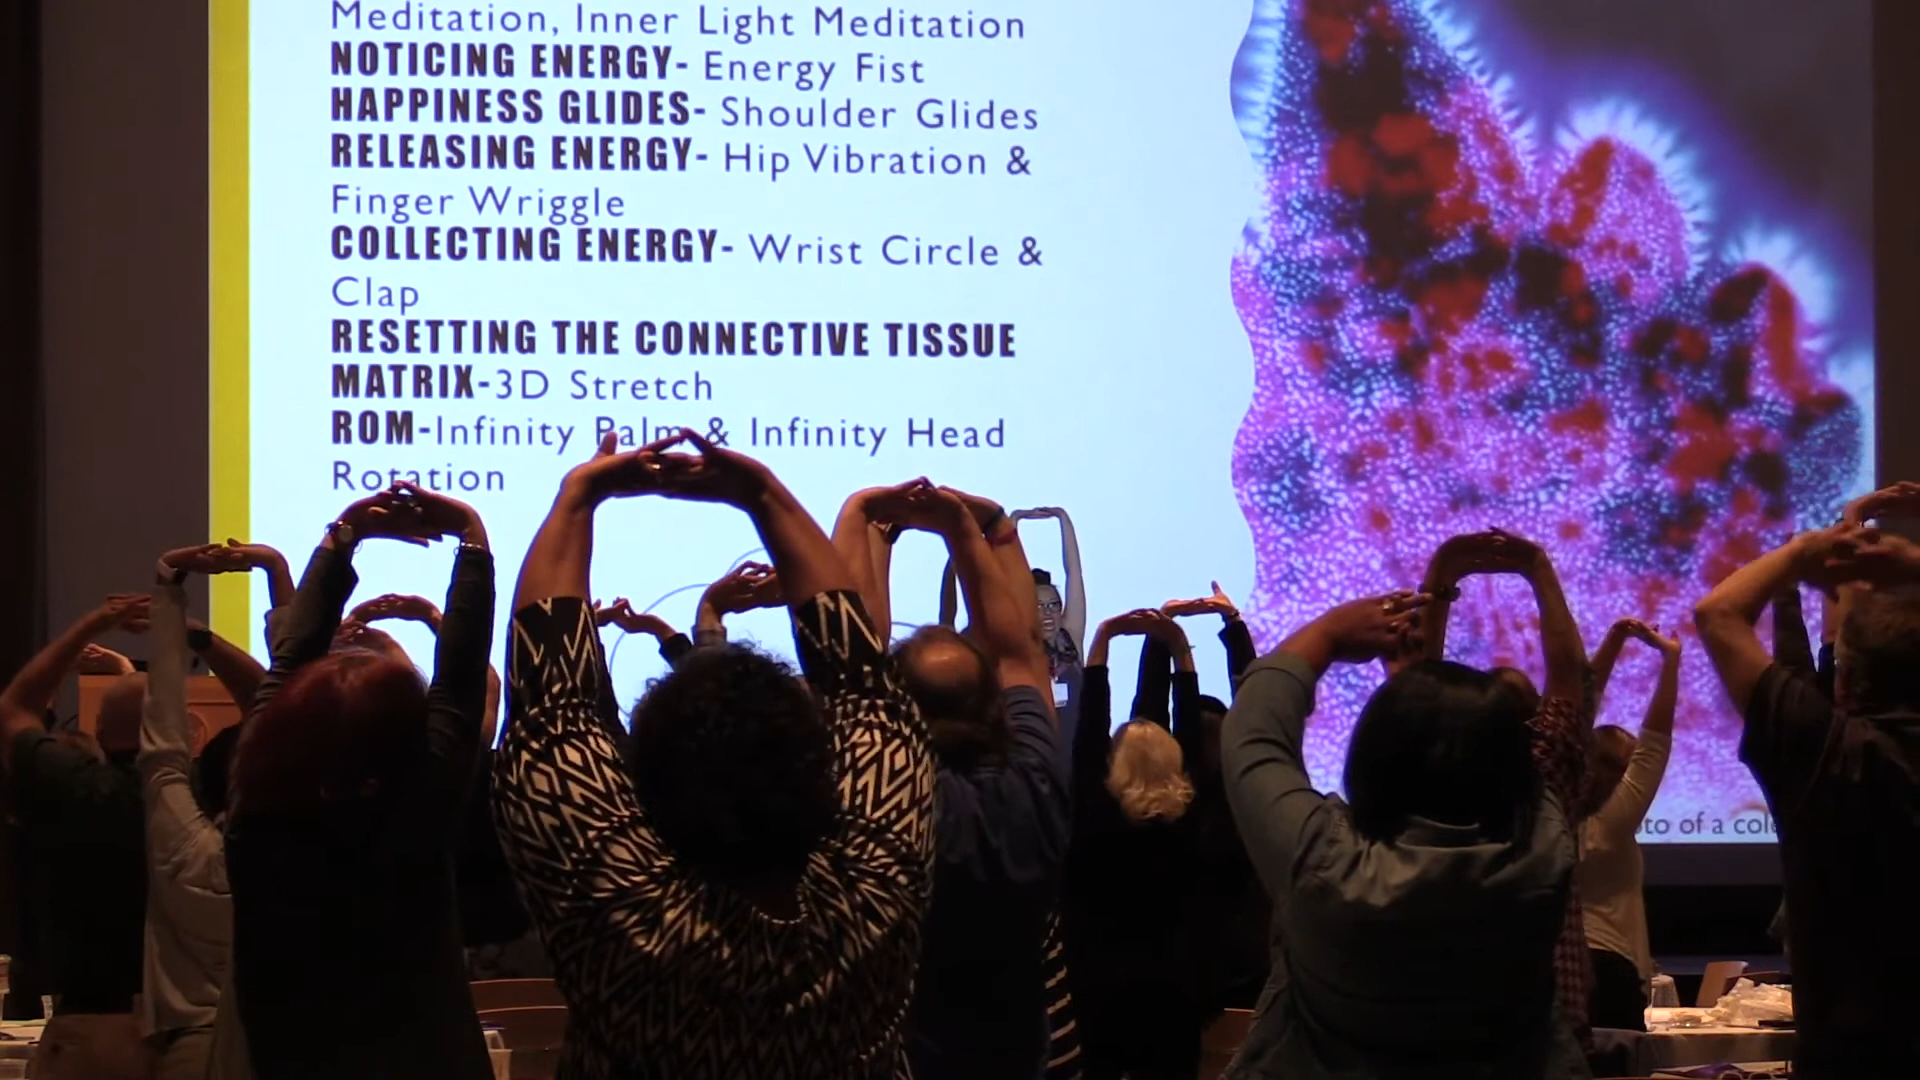 Meditation, Inner Light Meditation
NOTICING ENERGY- Energy Fist
HAPPINESS GLIDES- Shoulder Glides
RELEASING ENERGY- Hip Vibration &
Finger Wriggle
COLLECTING ENERGY- Wrist Circle &
Clap
RESETTING THE CONNECTIVE TISSUE
MATRIX-3D Stretch
ROM-Infinity Palm & Infinity Head
Rotation
of a